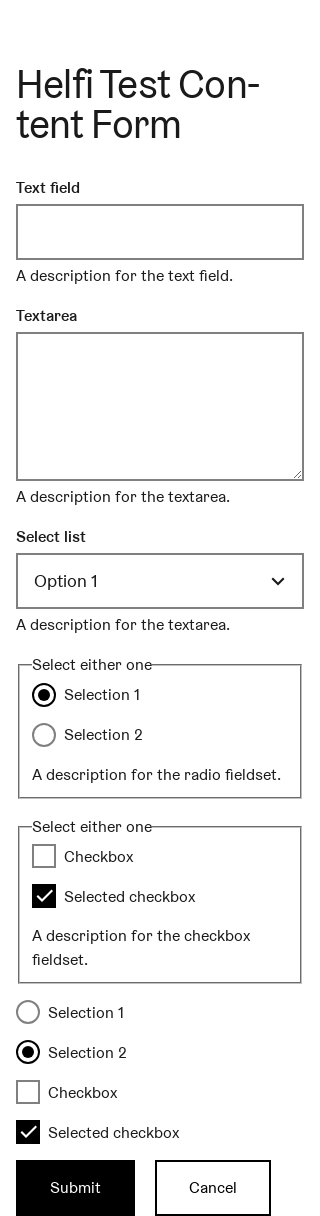 Helfi Test Con-
tent Form
Text field
A description for the text field.
Textarea
A description for the textarea.
Select list
Option 1
A description for the textarea.
Select either one
Selection 1
Selection 2
A description for the radio fieldset.
Select either one
Checkbox
Selected checkbox
A description for the checkbox
fieldset.
Selection 1
Selection 2
Checkbox
Selected checkbox
Submit Cancel